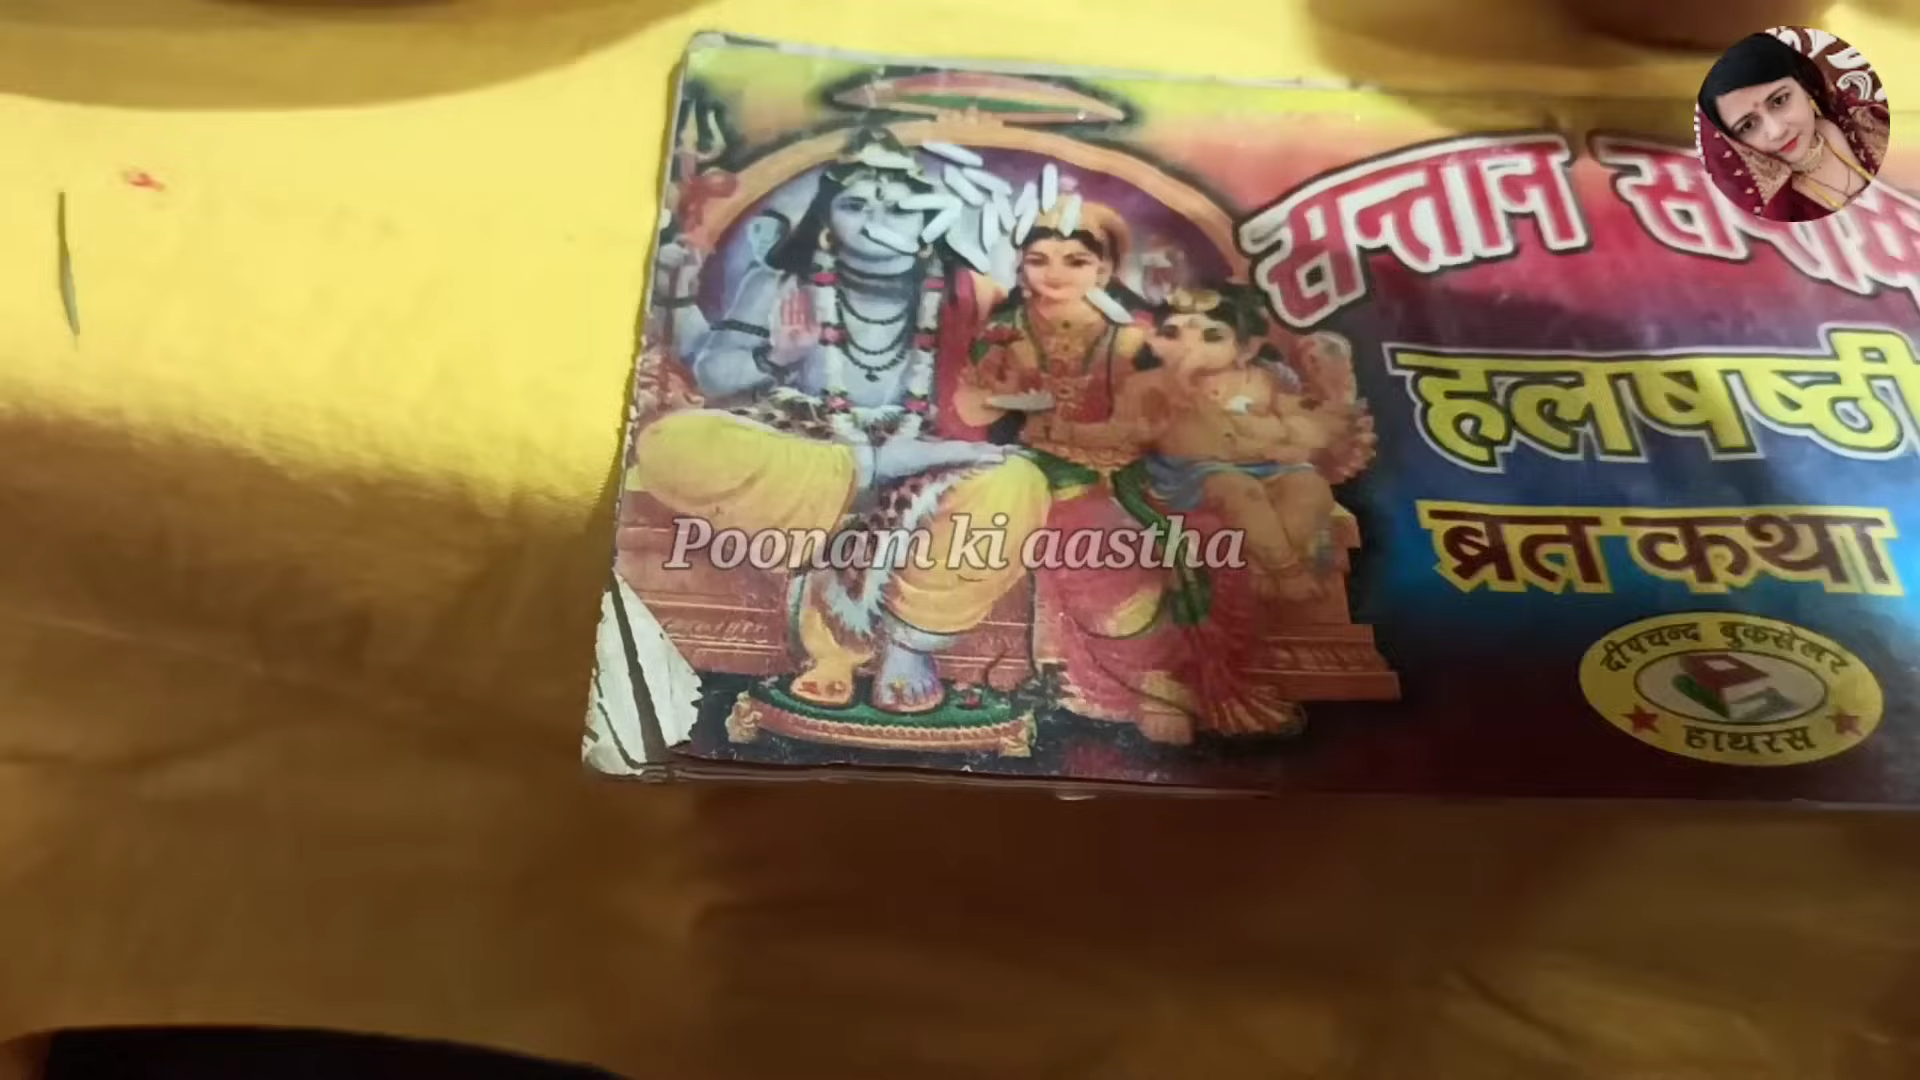 सन्तान
हलषष्ठी
ब्रत कथा
Poonam ki aastha
दीपचन्द बुकसेलर
हाथरस